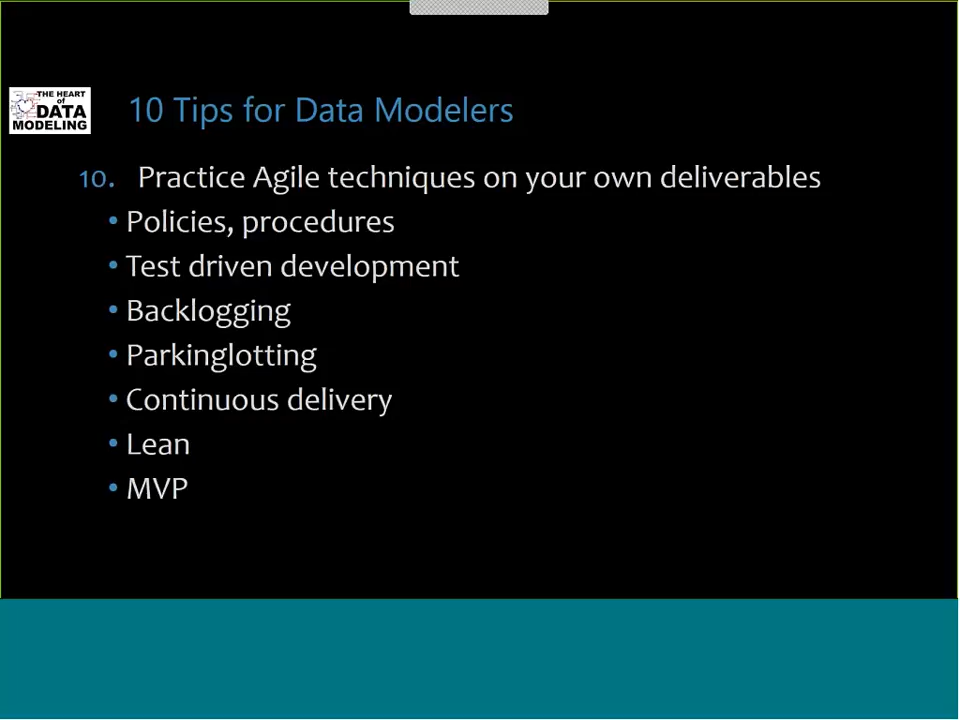 THE HEART
of
DATA
MODELING
10 Tips for Data Modelers
10. Practice Agile techniques on your own deliverables
• Policies, procedures
• Test driven development
• Backlogging
• Parkinglotting
• Continuous delivery
• Lean
• MVP